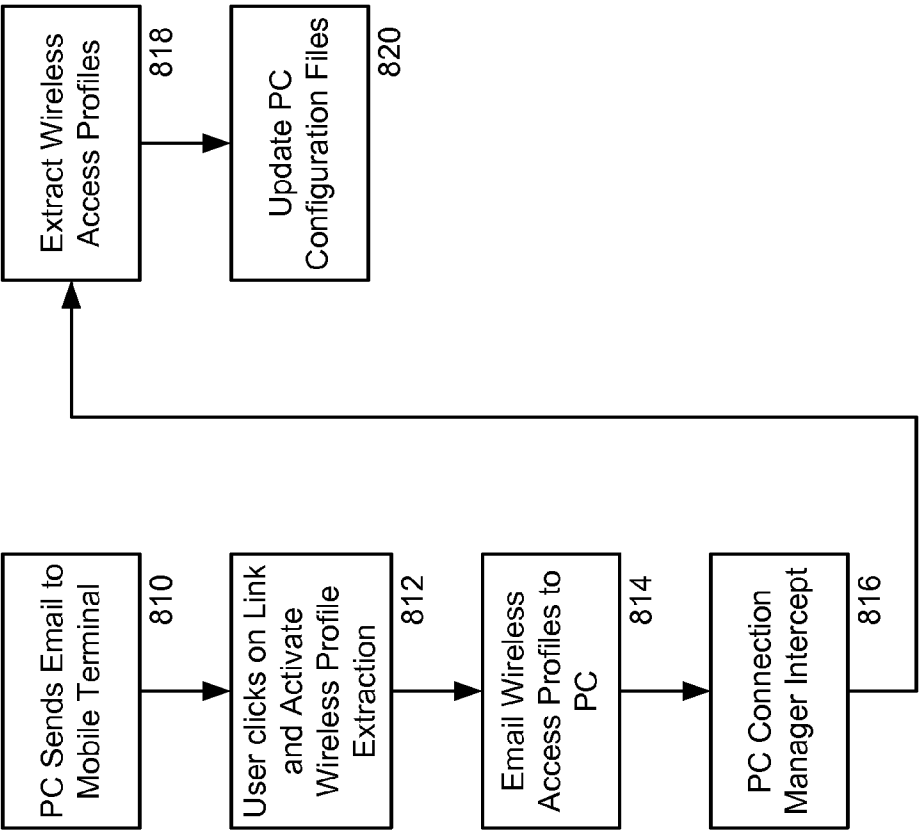 PC Sends Email to
Mobile Terminal
810
User clicks on Link
and Activate
Wireless Profile
Extraction
812
Email Wireless
Access Profiles to
PC
814
PC Connection
Manager Intercept
816
Extract Wireless
Access Profiles
818
Update PC
Configuration Files
820